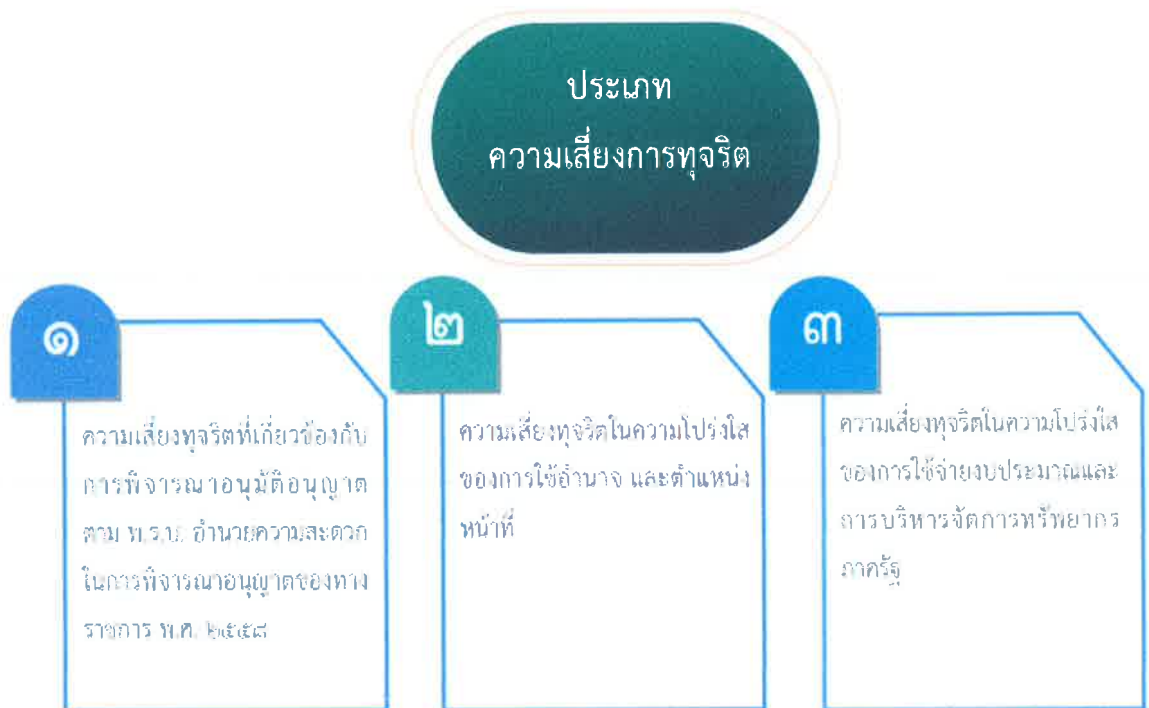 ประเภท
ความเสี่ยงการทุจริต
๑
ความเสี่ยงทุจริตที่เกี่ยวข้องกับ
การพิจารณาอนุมัติอนุญาต
ตาม พ.ร.บ. อำนวยความสะดวก
ในการพิจารณาอนุญาตของทาง
ราชการ พ.ศ. ๒๕๕๘
๒
ความเสี่ยงทุจริตในความโปร่งใส
ของการใช้อำนาจ และตำแหน่ง
หน้าที่
๓
ความเสี่ยงทุจริตในความโปร่งใส
ของการใช้จ่ายงบประมาณและ
การบริหารจัดการทรัพยากร
ภาครัฐ